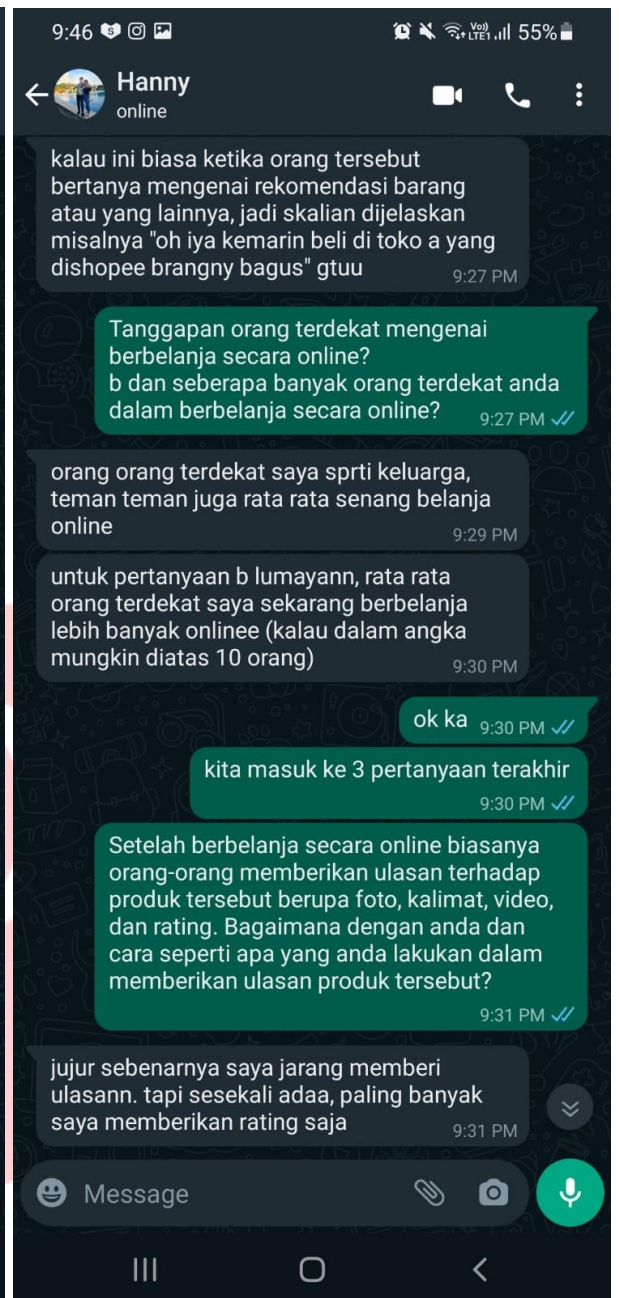 9:46
Vo))
LTE1
55%
Hanny
online
kalau ini biasa ketika orang tersebut
bertanya mengenai rekomendasi barang
atau yang lainnya, jadi skalian dijelaskan
misalnya "oh iya kemarin beli di toko a yang
dishopee brangny bagus" gtuu
9:27 PM
Tanggapan orang terdekat mengenai
berbelanja secara online?
b dan seberapa banyak orang terdekat anda
dalam berbelanja secara online?
9:27 PM
orang orang terdekat saya sprti keluarga,
teman teman juga rata rata senang belanja
online
9:29 PM
untuk pertanyaan b lumayann, rata rata
orang terdekat saya sekarang berbelanja
lebih banyak onlinee (kalau dalam angka
mungkin diatas 10 orang)
9:30 PM
ok ka
9:30 PM
kita masuk ke 3 pertanyaan terakhir
9:30 PM
Setelah berbelanja secara online biasanya
orang-orang memberikan ulasan terhadap
produk tersebut berupa foto, kalimat, video,
dan rating. Bagaimana dengan anda dan
cara seperti apa yang anda lakukan dalam
memberikan ulasan produk tersebut?
9:31 PM
jujur sebenarnya saya jarang memberi
ulasann. tapi sesekali adaa, paling banyak
saya memberikan rating saja
9:31 PM
Message